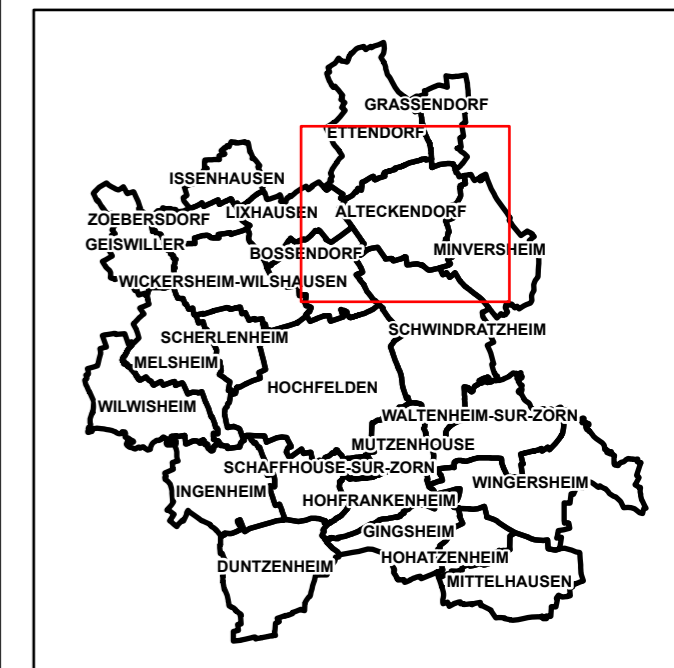 GRASSENDORF
ETTENDORF
ISSENHAUSEN
ZOEBERSDORF
LIXHAUSEN
ALTECKENDORF
GEISWILLER
BOSSENDORF
MINVERSHEIM
WICKERSHEIM-WILSHAUSEN
SCHERLENHEIM
SCHWINDRATZHEIM
MELSHEIM
HOCHFELDEN
WILWISHEIM
WALTENHEIM-SUR-ZORN
MUTZENHOUSE
SCHAFFHOUSE-SUR-ZORN
INGENHEIM
HOHFRANKENHEIM
WINGERSHEIM
GINGSHEIM
DUNTZENHEIM
HOHATZENHEIM
MITTELHAUSEN